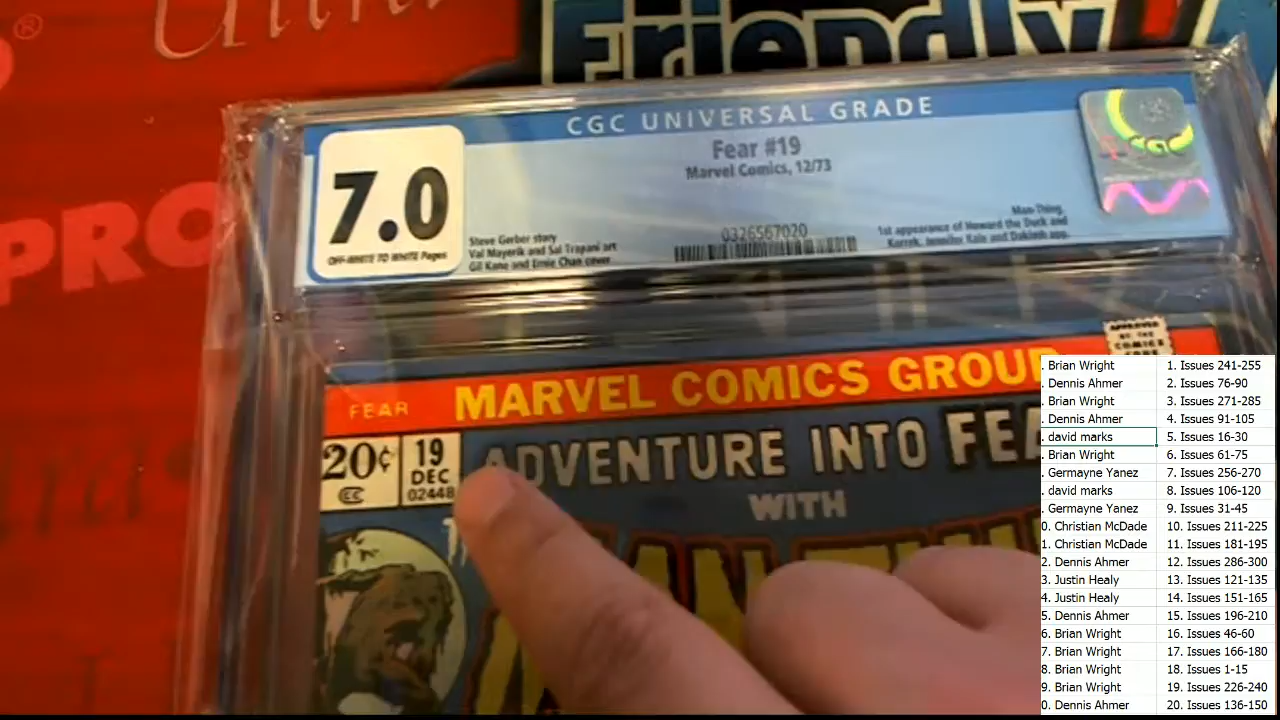 Ultim
®
Friendly
PRO
CGC UNIVERSAL GRADE
7.0
OFF-WHITE TO WHITE Pages
Fear #19
Marvel Comics, 12/73
Steve Gerber story
Val Mayerik and Sal Trapani art
Gil Kane and Ernie Chan cover
0326567020
Man-Thing.
1st appearance of Howard the Duck and
Korrek. Jennifer Kale and Dakimh app.
APPROVED
BY THE
COMICS
CODE
FEAR
MARVEL COMICS GROUP
20¢
CC
19
DEC
02448
ADVENTURE INTO FEA
WITH
. Brian Wright 1. Issues 241-255
. Dennis Ahmer 2. Issues 76-90
. Brian Wright 3. Issues 271-285
. Dennis Ahmer 4. Issues 91-105
. david marks 5. Issues 16-30
. Brian Wright 6. Issues 61-75
. Germayne Yanez 7. Issues 256-270
. david marks 8. Issues 106-120
. Germayne Yanez 9. Issues 31-45
0. Christian McDade 10. Issues 211-225
1. Christian McDade 11. Issues 181-195
2. Dennis Ahmer 12. Issues 286-300
3. Justin Healy 13. Issues 121-135
4. Justin Healy 14. Issues 151-165
5. Dennis Ahmer 15. Issues 196-210
6. Brian Wright 16. Issues 46-60
7. Brian Wright 17. Issues 166-180
8. Brian Wright 18. Issues 1-15
9. Brian Wright 19. Issues 226-240
0. Dennis Ahmer 20. Issues 136-150